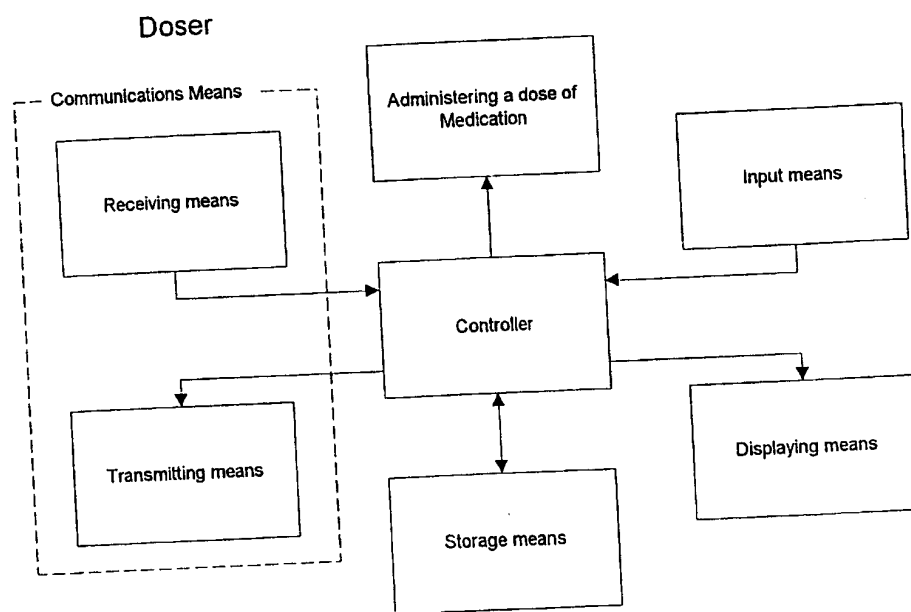 Doser
Communications Means
Administering a dose of
Medication
Receiving means
Input means
Controller
Transmitting means
Displaying means
Storage means